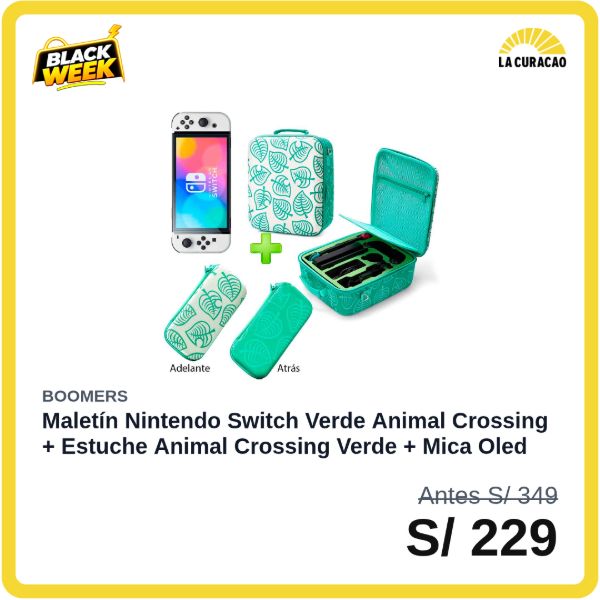 BLACK
WEEK
LA CURACAO
NINTENDO
SWITCH
Adelante
Atrás
BOOMERS
Maletín Nintendo Switch Verde Animal Crossing
+ Estuche Animal Crossing Verde + Mica Oled
Antes S/ 349
S/ 229